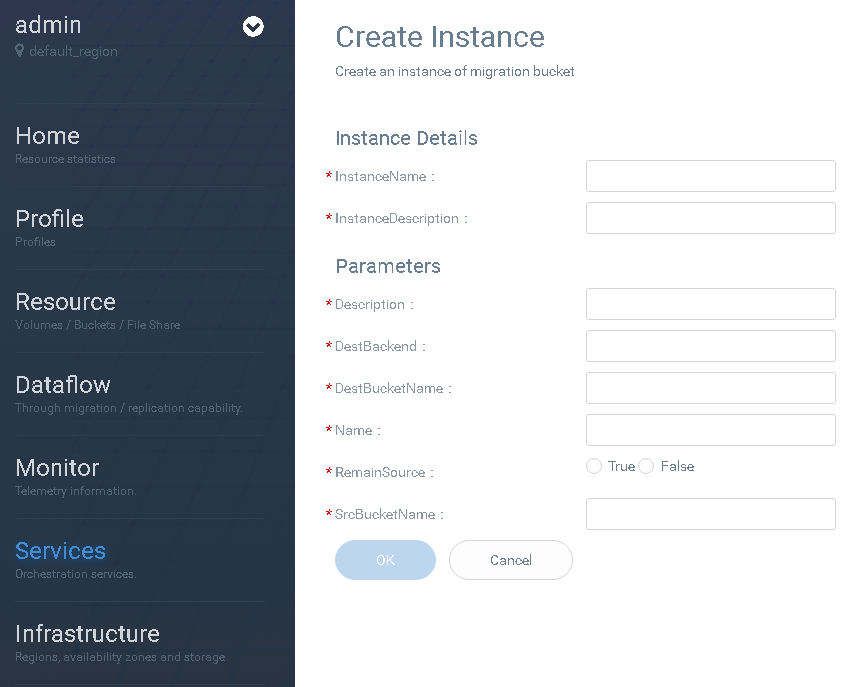 admin
default_region
Home
Resource statistics
Profile
Profiles
Resource
Volumes / Buckets / File Share
Dataflow
Through migration / replication capability.
Monitor
Telemetry information.
Services
Orchestration services.
Infrastructure
Regions, availability zones and storage
Create Instance
Create an instance of migration bucket
Instance Details
* InstanceName :
* InstanceDescription :
Parameters
* Description :
* DestBackend :
* DestBucketName :
* Name :
* RemainSource :
True False
* SrcBucketName :
OK Cancel